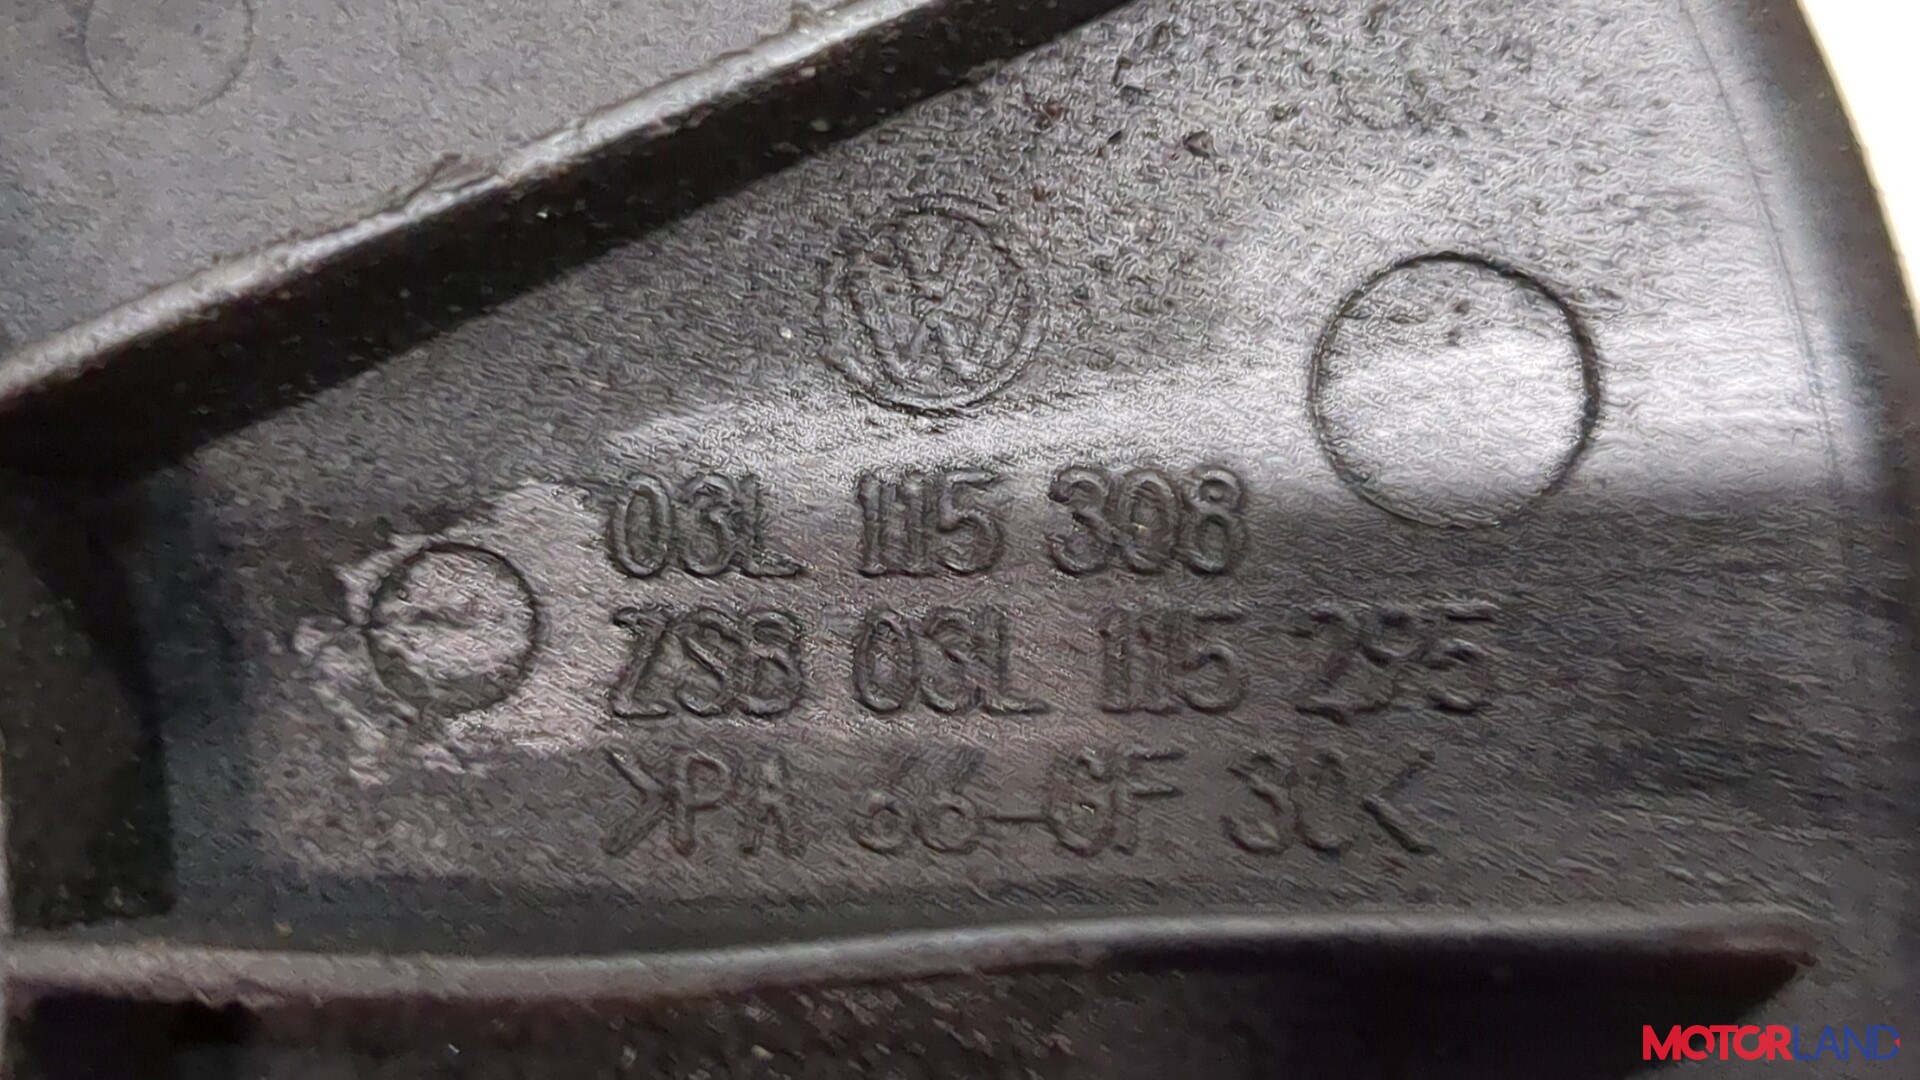 03L 115 308
ZSB 03L 115 295
>PA 66-GF 30<
MOTORLAND